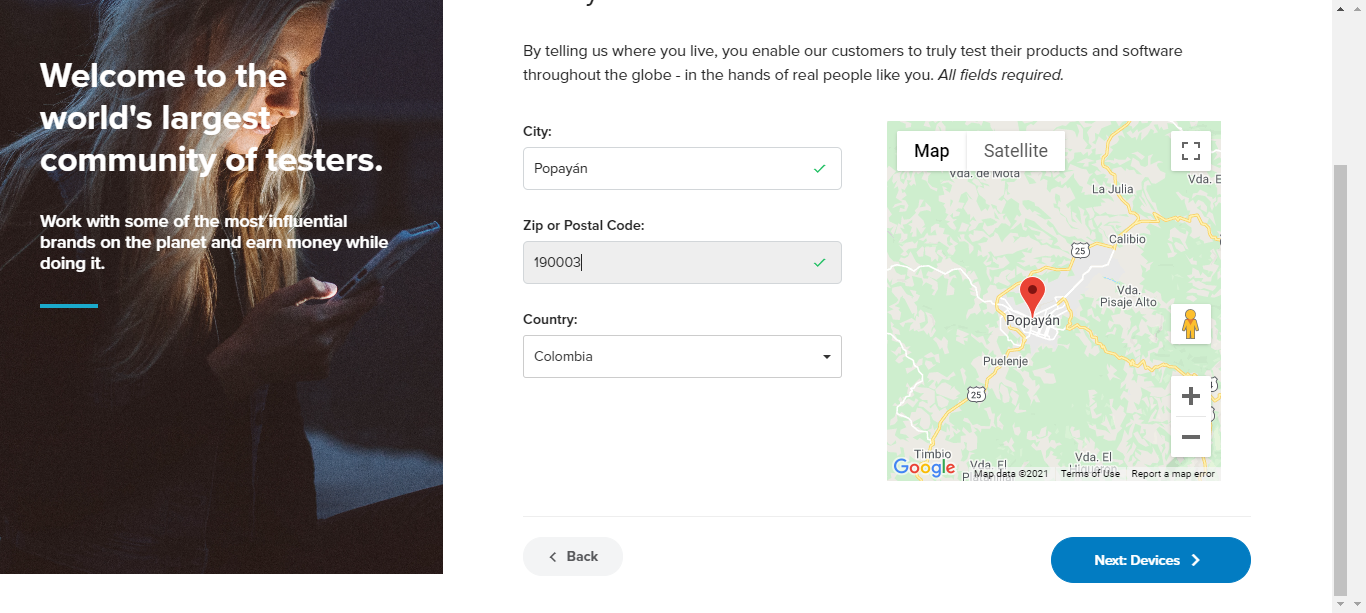 Welcome to the
world's largest
community of testers.
Work with some of the most influential
brands on the planet and earn money while
doing it.
By telling us where you live, you enable our customers to truly test their products and software
throughout the globe - in the hands of real people like you. All fields required.
City:
Popayán
Zip or Postal Code:
190003
Country:
Colombia
Map
Satellite
Vda. de Mota
La Julia
Vda. E
Calibio
25
Vda.
Pisaje Alto
Popayán
Puelenje
25
Timbio
Vda. El
Vda. El
Google
Map data ©2021
Terms of Use
Report a map error
Back
Next: Devices